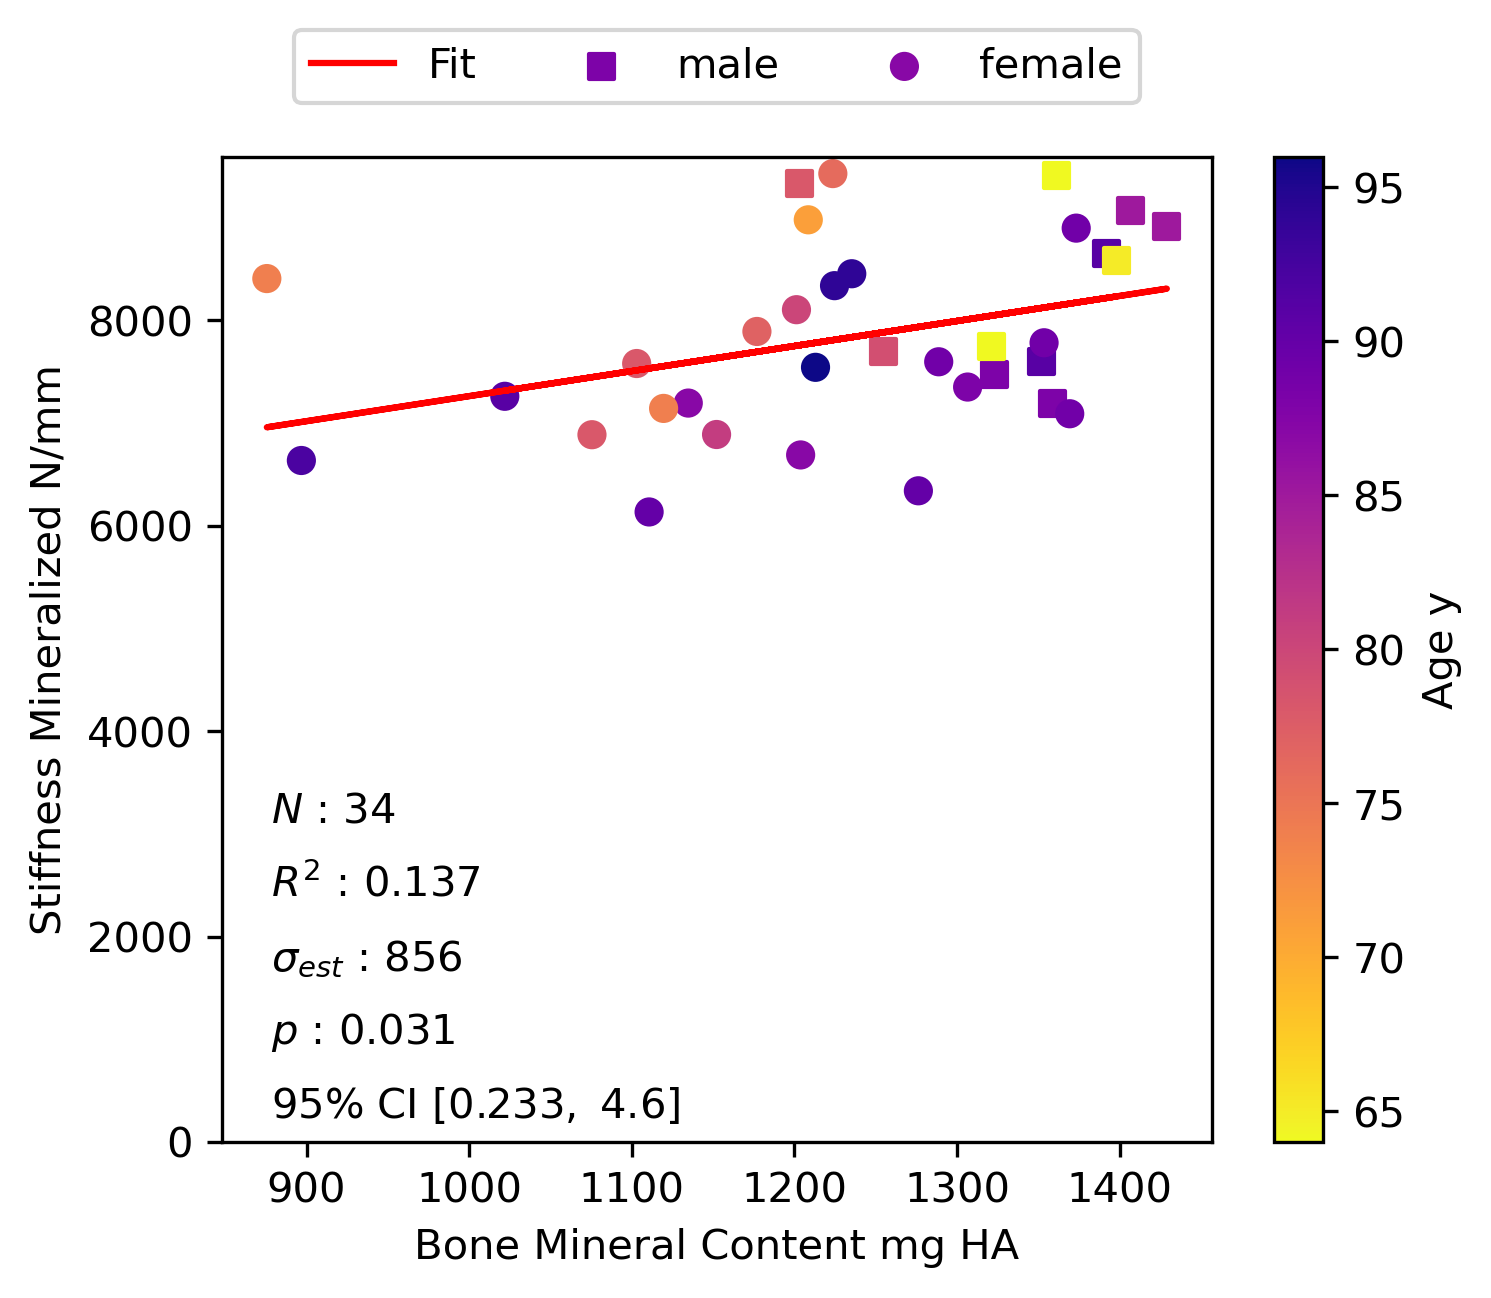 Fit male female
Stiffness Mineralized N/mm
8000
6000
4000
2000
0
N : 34
R² : 0.137
σest : 856
p : 0.031
95% CI [0.233, 4.6]
900 1000 1100 1200 1300 1400
Bone Mineral Content mg HA
95
90
85
80
75
70
65
Age y